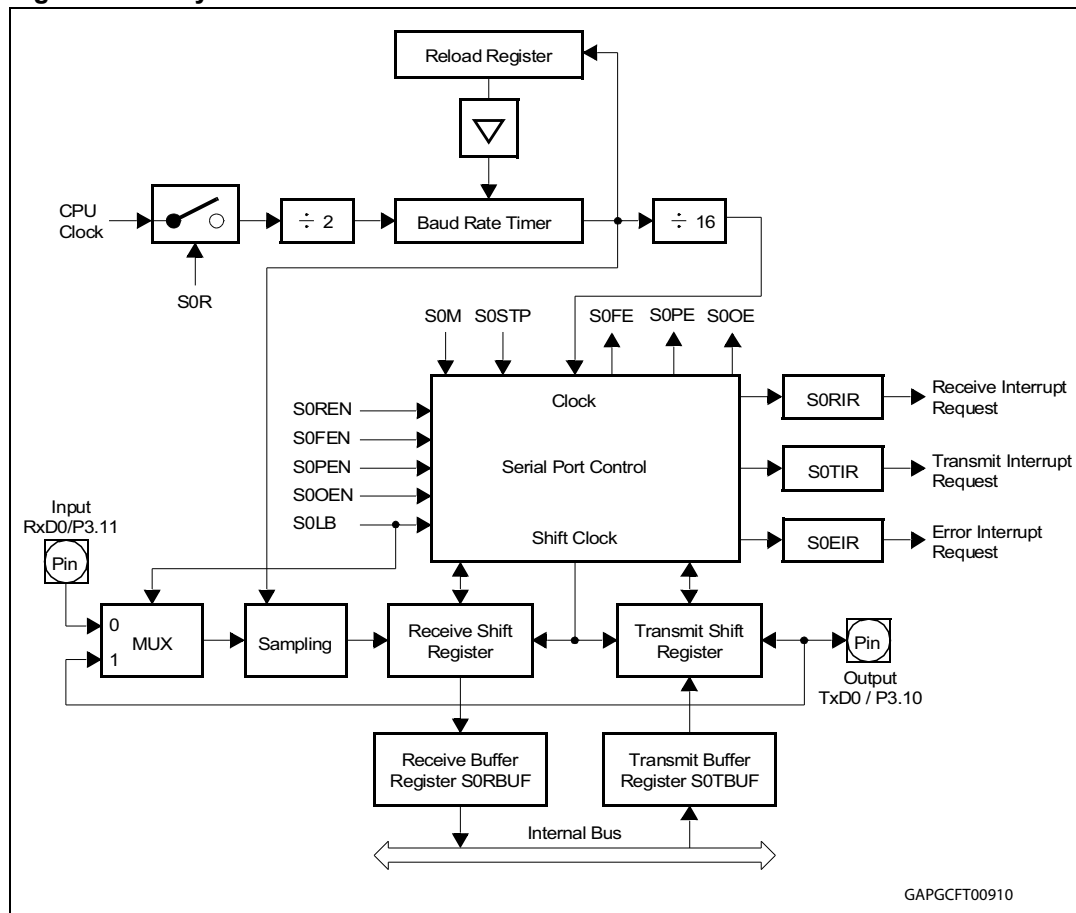 Reload Register
CPU
Clock
÷ 2
Baud Rate Timer
÷ 16
S0R
S0M
S0STP
S0FE
S0PE
S0OE
S0REN
S0FEN
S0PEN
S0OEN
S0LB
Clock
Serial Port Control
Shift Clock
S0RIR
Receive Interrupt
Request
S0TIR
Transmit Interrupt
Request
S0EIR
Error Interrupt
Request
Input
RxD0/P3.11
Pin
0
1
MUX
Sampling
Receive Shift
Register
Transmit Shift
Register
Pin
Output
TxD0 / P3.10
Receive Buffer
Register S0RBUF
Transmit Buffer
Register S0TBUF
Internal Bus
GAPGCFT00910